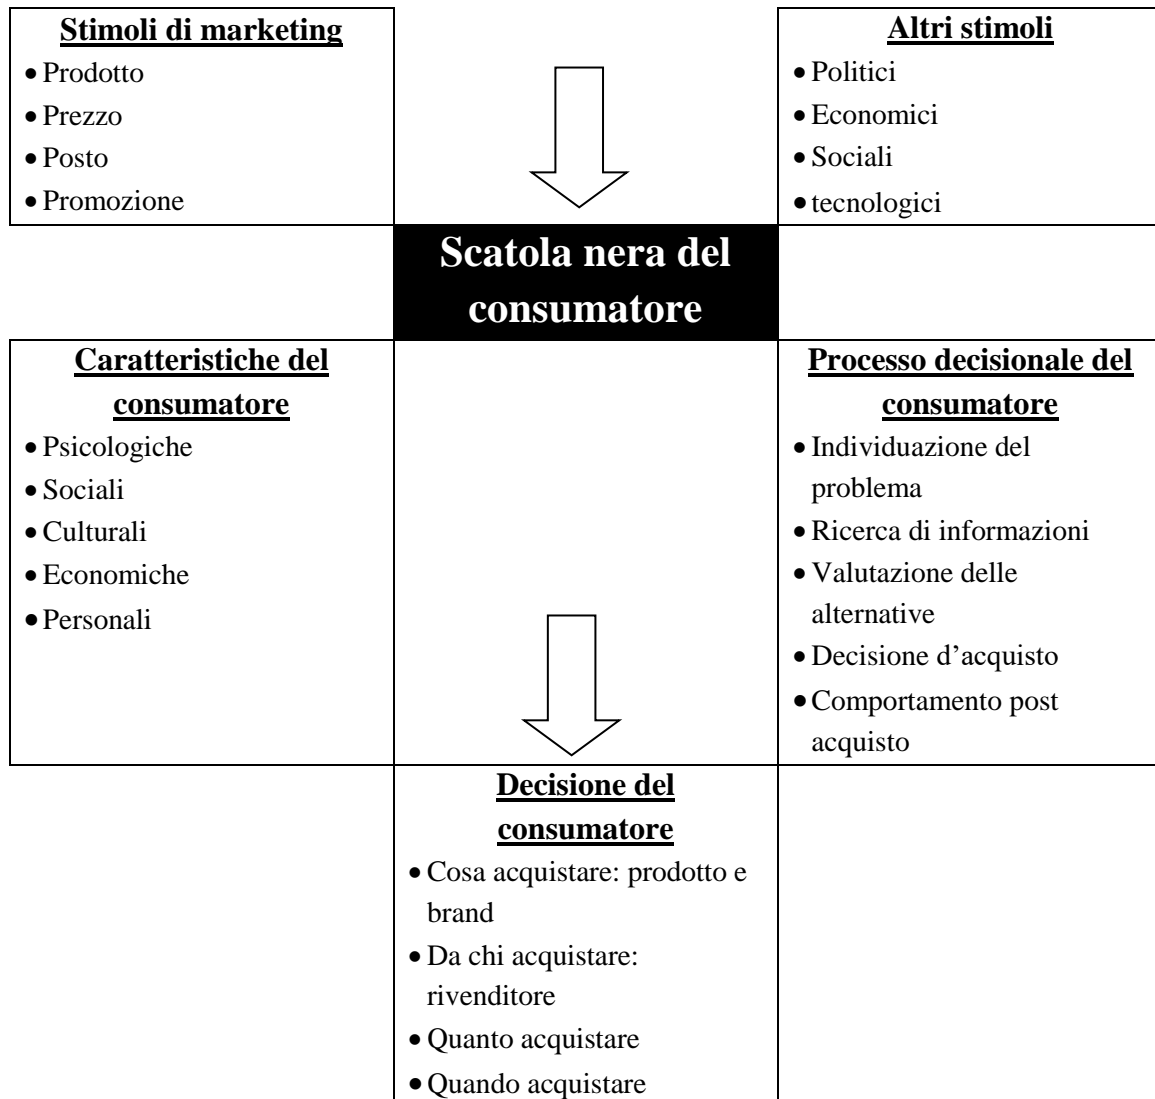 Stimoli di marketing
• Prodotto
• Prezzo
• Posto
• Promozione
Altri stimoli
• Politici
• Economici
• Sociali
• tecnologici
Scatola nera del
consumatore
Caratteristiche del
consumatore
• Psicologiche
• Sociali
• Culturali
• Economiche
• Personali
Processo decisionale del
consumatore
• Individuazione del
problema
• Ricerca di informazioni
• Valutazione delle
alternative
• Decisione d’acquisto
• Comportamento post
acquisto
Decisione del
consumatore
• Cosa acquistare: prodotto e
brand
• Da chi acquistare:
rivenditore
• Quanto acquistare
• Quando acquistare